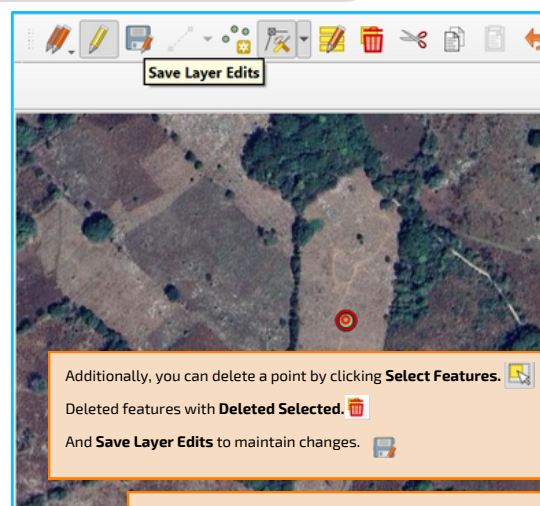 Save Layer Edits
Additionally, you can delete a point by clicking Select Features.
Deleted features with Deleted Selected.
And Save Layer Edits to maintain changes.